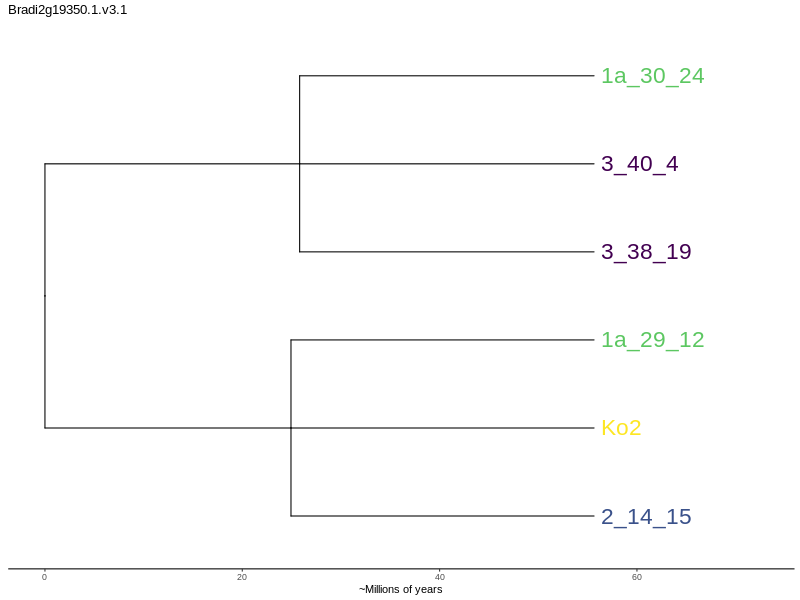 Bradi2g19350.1.v3.1
1a_30_24
3_40_4
3_38_19
1a_29_12
Ko2
2_14_15
0 20 40 60
~Millions of years